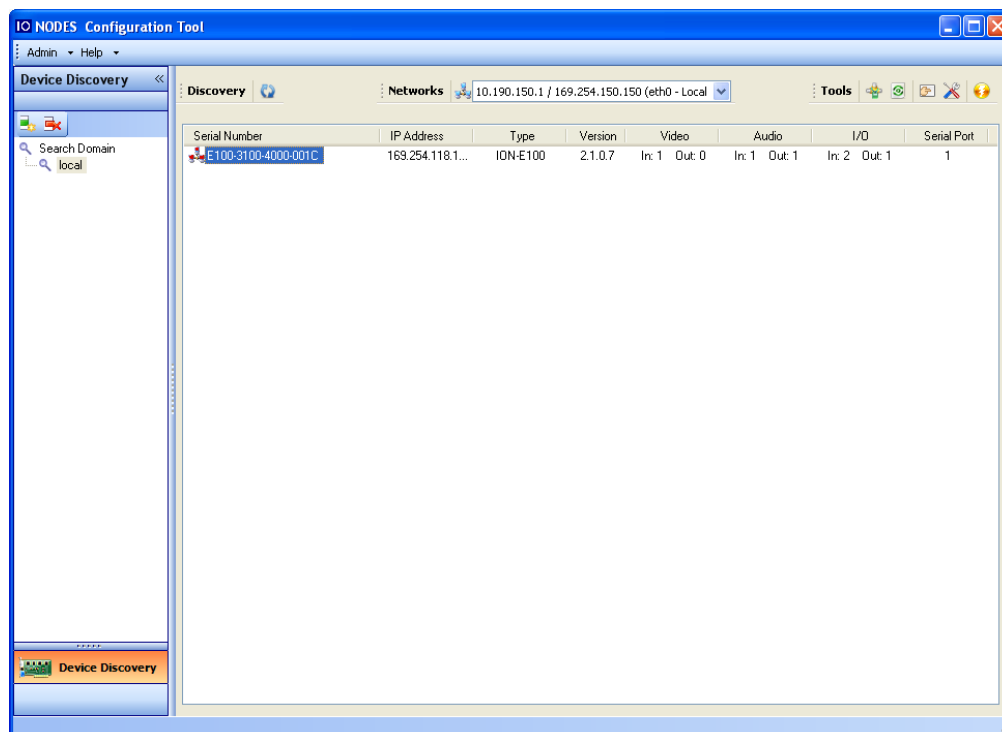 IO NODES Configuration Tool
Admin Help
Device Discovery «
Discovery Networks 10.190.150.1 / 169.254.150.150 (eth0 - Local Tools
Search Domain
local
Serial Number IP Address Type Version Video Audio I/O Serial Port
E100-3100-4000-001C 169.254.118.1... ION-E100 2.1.0.7 In: 1 Out: 0 In: 1 Out: 1 In: 2 Out: 1 1
Device Discovery